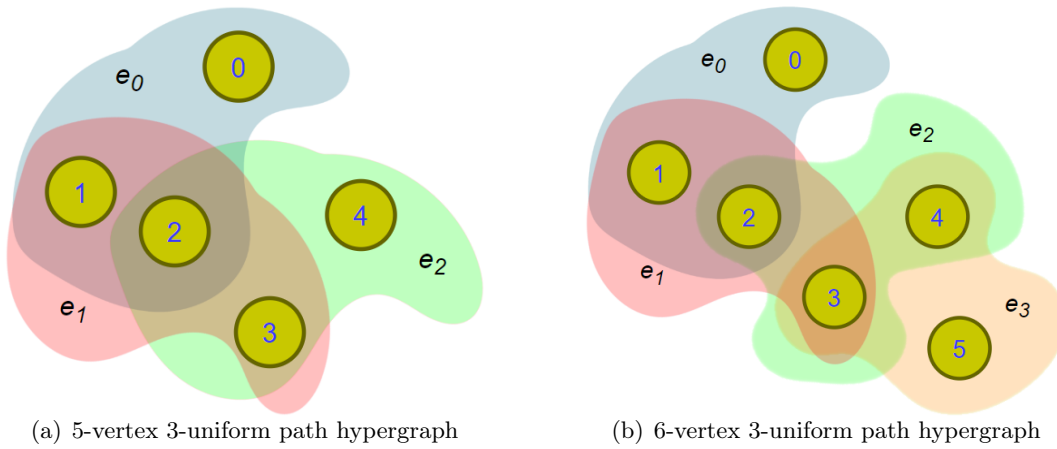 e0
0
1
2
4
e2
e1
3
(a) 5-vertex 3-uniform path hypergraph
e0
0
e2
1
2
4
e1
3
e3
5
(b) 6-vertex 3-uniform path hypergraph